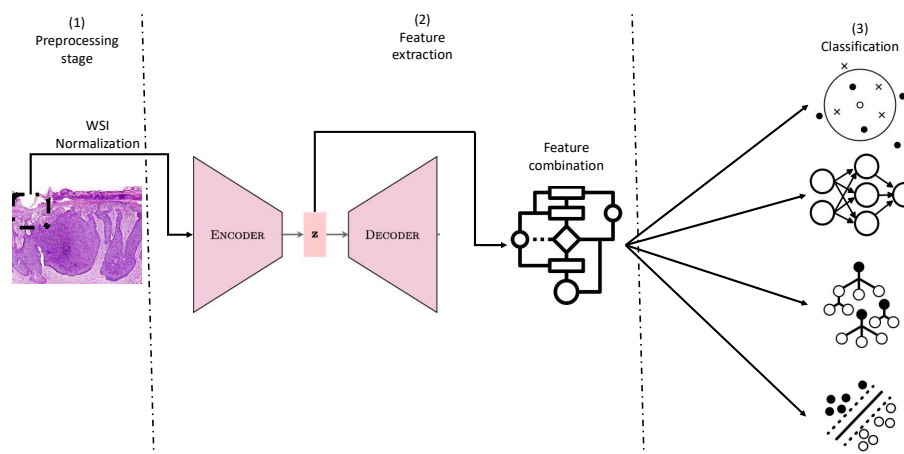 (1)
Preprocessing
stage
(2)
Feature
extraction
(3)
Classification
WSI
Normalization
Feature
combination
ENCODER
z
DECODER